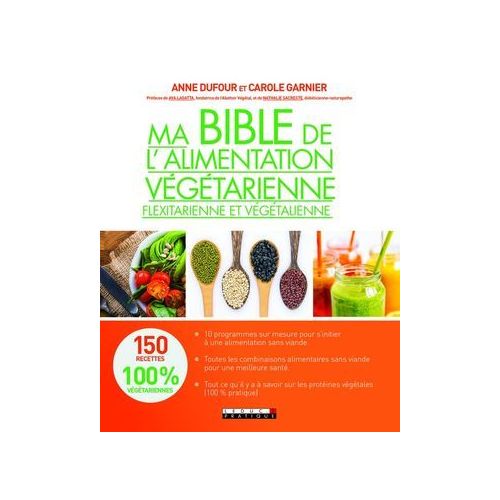 ANNE DUFOUR ET CAROLE GARNIER
Préfaces de AYA LAGATTA, fondatrice de l'Abattoir Végétal, et de NATHALIE SACRESTE, diététicienne-naturopathe
MA BIBLE DE
L'ALIMENTATION
VÉGÉTARIENNE
FLEXITARIENNE ET VÉGÉTALIENNE
150
RECETTES
100%
VÉGÉTARIENNES
• 10 programmes sur mesure pour s'initier
à une alimentation sans viande.
• Toutes les combinaisons alimentaires sans viande
pour une meilleure santé.
• Tout ce qu'il y a à savoir sur les protéines végétales
(100 % pratique)
LEDUC.S
PRATIQUE